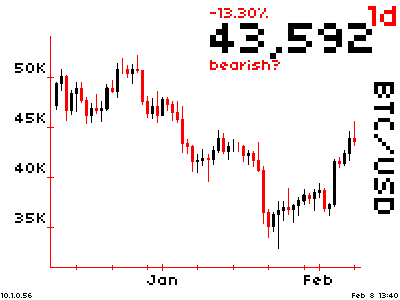 -13.30%
1d
43,592
bearish?
50K
45K
40K
35K
BTC/USD
Jan Feb
10.1.0.56
Feb 8 13:40